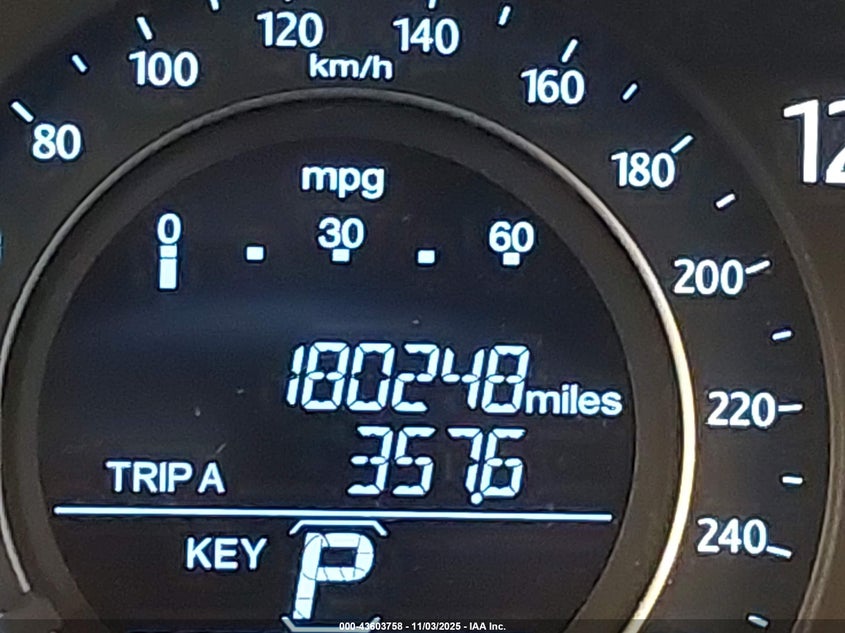 120 140
100 km/h 160
80 180
mpg
0 30 60
200
180248 miles
220
TRIP A 357.6
240
KEY P
000-43603758 - 11/03/2025 - IAA Inc.